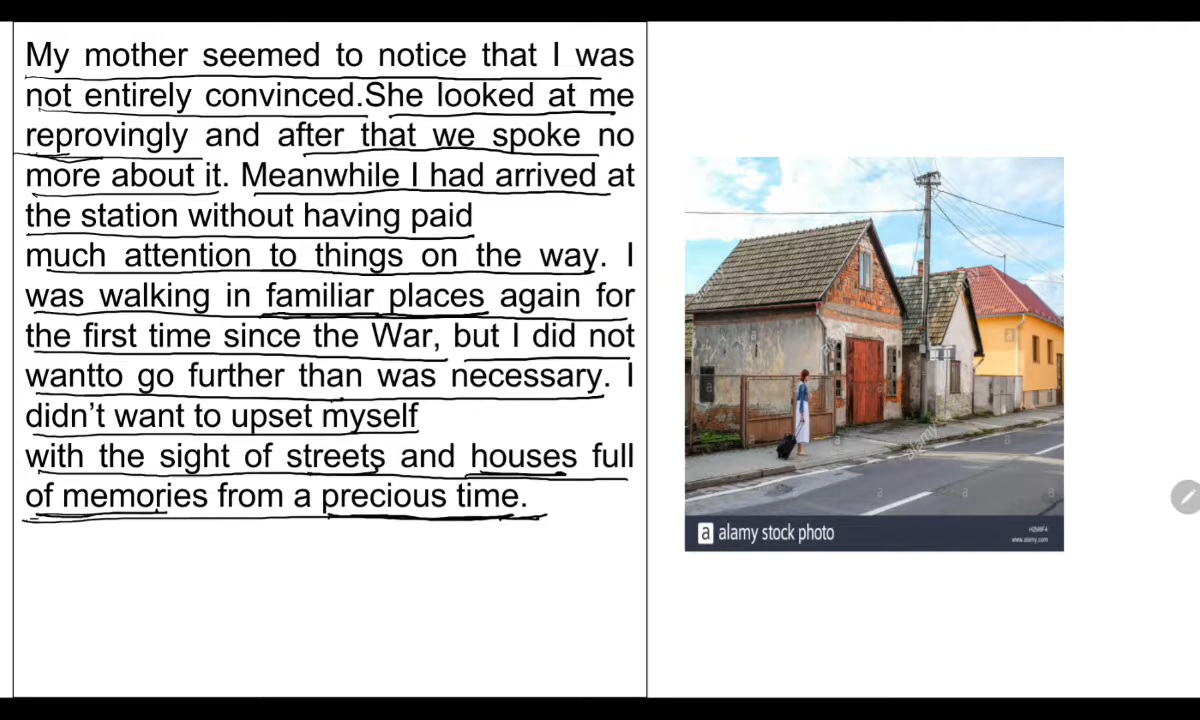 My mother seemed to notice that I was
not entirely convinced.She looked at me
reprovingly and after that we spoke no
more about it. Meanwhile I had arrived at
the station without having paid
much attention to things on the way. I
was walking in familiar places again for
the first time since the War, but I did not
wantto go further than was necessary. I
didn’t want to upset myself
with the sight of streets and houses full
of memories from a precious time.
a alamy stock photo
www.alamy.com